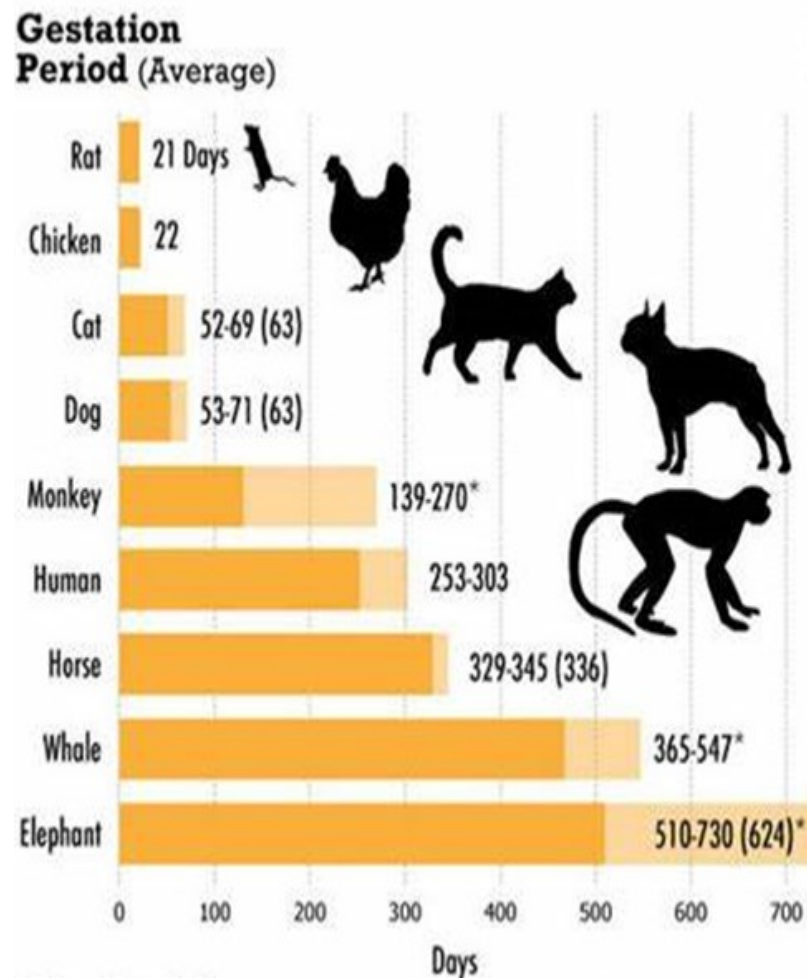 Gestation
Period (Average)
Rat 21 Days
Chicken 22
Cat 52-69 (63)
Dog 53-71 (63)
Monkey 139-270*
Human 253-303
Horse 329-345 (336)
Whale 365-547*
Elephant 510-730 (624)*
0 100 200 300 400 500 600 700
Days